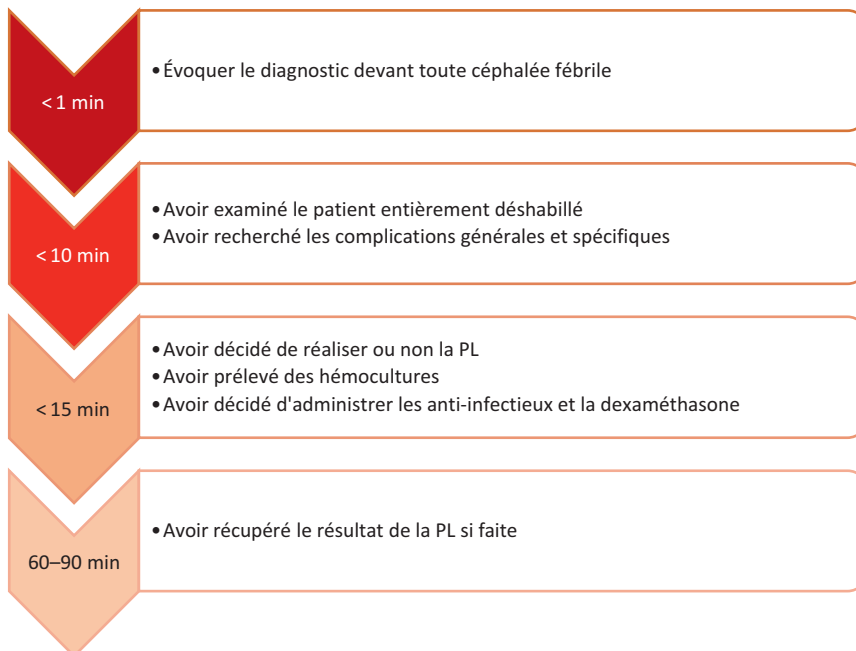 < 1 min
•Évoquer le diagnostic devant toute céphalée fébrile
< 10 min
•Avoir examiné le patient entièrement déshabillé
•Avoir recherché les complications générales et spécifiques
< 15 min
•Avoir décidé de réaliser ou non la PL
•Avoir prélevé des hémocultures
•Avoir décidé d'administrer les anti-infectieux et la dexaméthasone
60–90 min
•Avoir récupéré le résultat de la PL si faite